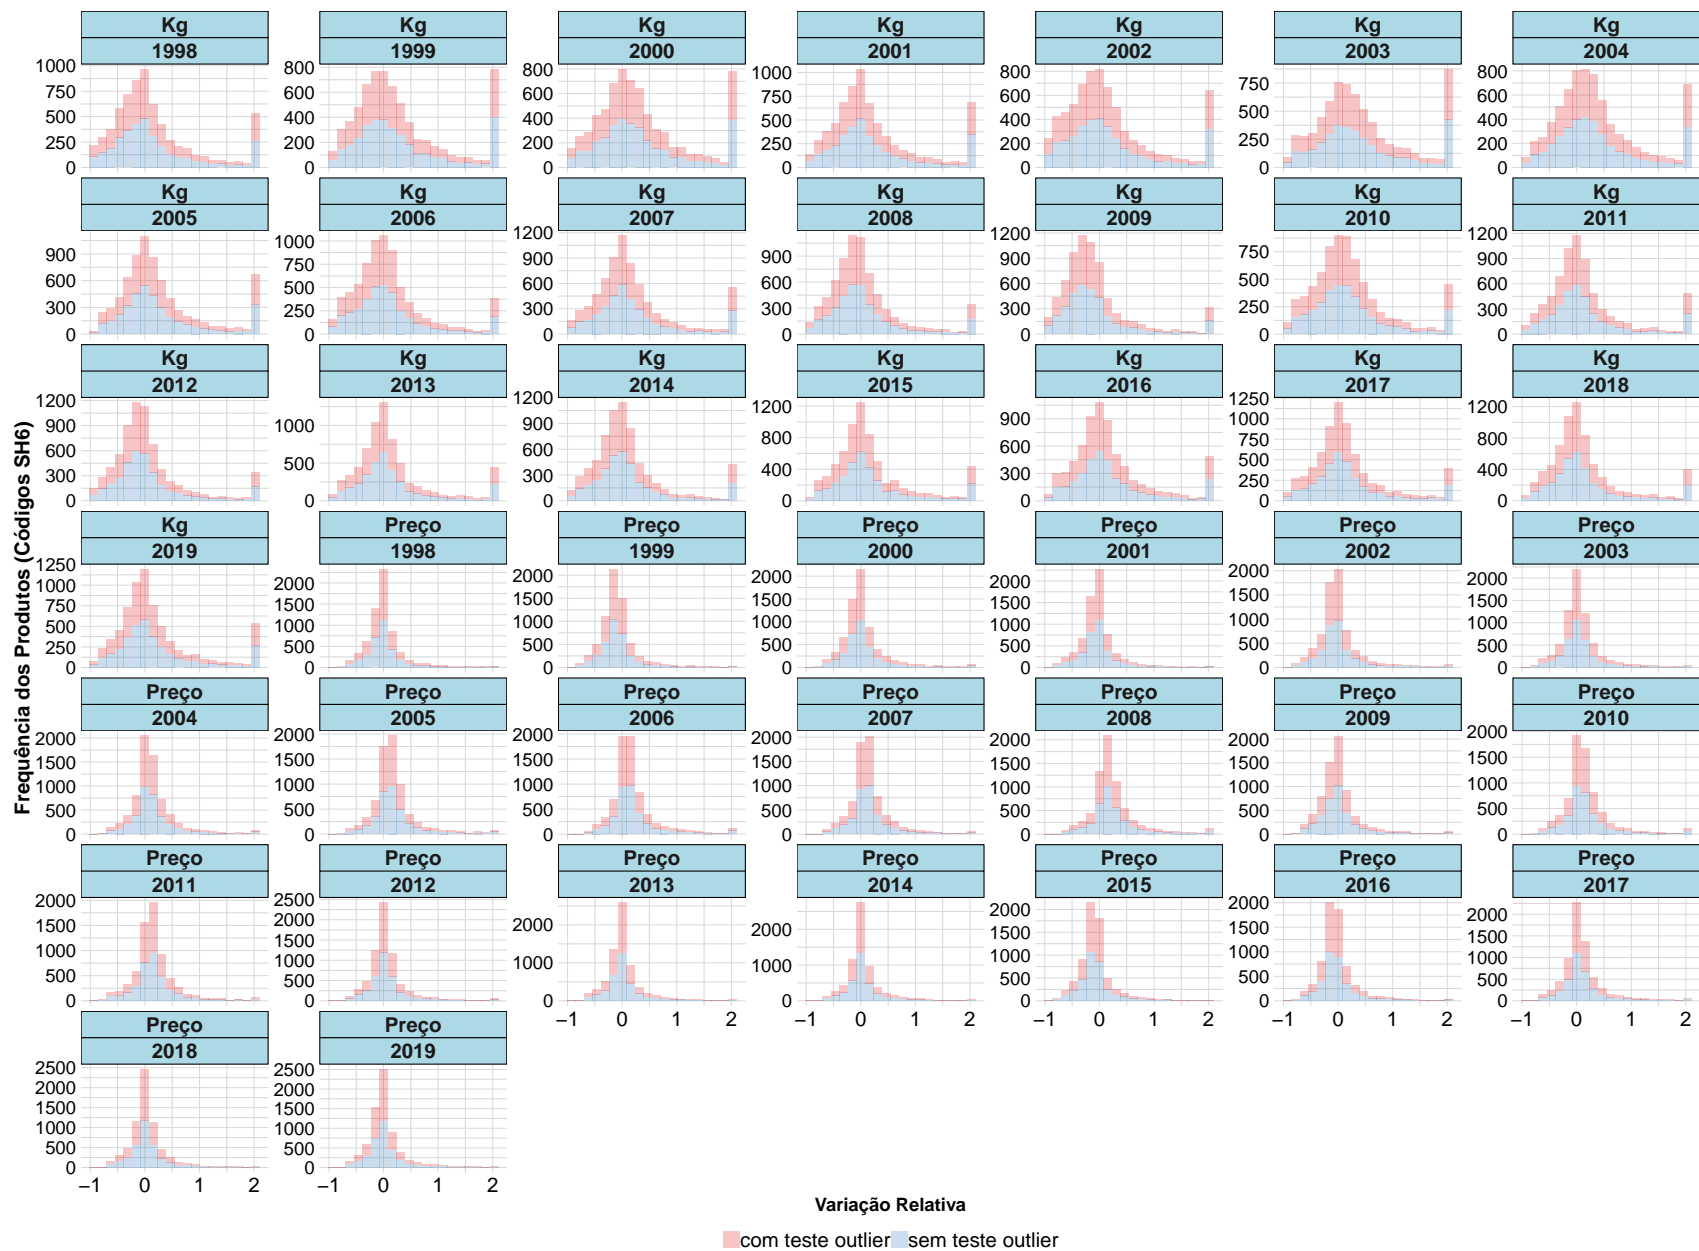 Kg Kg Kg Kg Kg Kg Kg
1998 1999 2000 2001 2002 2003 2004
1000 750 500 250 0
800 600 400 200 0
800 600 400 200 0
1000 750 500 250 0
800 600 400 200 0
750 500 250 0
800 600 400 200 0
Kg Kg Kg Kg Kg Kg Kg
2005 2006 2007 2008 2009 2010 2011
900 600 300 0
1000 750 500 250 0
1200 900 600 300 0
900 600 300 0
1200 900 600 300 0
750 500 250 0
1200 900 600 300 0
Kg Kg Kg Kg Kg Kg Kg
2012 2013 2014 2015 2016 2017 2018
1200 900 600 300 0
1000 500 0
1200 900 600 300 0
1200 800 400 0
900 600 300 0
1250 1000 750 500 250 0
1200 800 400 0
Kg Preço Preço Preço Preço Preço Preço
2019 1998 1999 2000 2001 2002 2003
1250 1000 750 500 250 0
2000 1500 1000 500 0
2000 1500 1000 500 0
2000 1500 1000 500 0
2000 1500 1000 500 0
2000 1500 1000 500 0
2000 1500 1000 500 0
Preço Preço Preço Preço Preço Preço Preço
2004 2005 2006 2007 2008 2009 2010
2000 1500 1000 500 0
2000 1500 1000 500 0
2000 1500 1000 500 0
2000 1500 1000 500 0
2000 1500 1000 500 0
2000 1500 1000 500 0
2000 1500 1000 500 0
Preço Preço Preço Preço Preço Preço Preço
2011 2012 2013 2014 2015 2016 2017
2000 1500 1000 500 0
2500 2000 1500 1000 500 0
2000 1000 0
2000 1000 0
2000 1500 1000 500 0
2000 1500 1000 500 0
2000 1500 1000 500 0
−1 0 1 2
−1 0 1 2
−1 0 1 2
−1 0 1 2
−1 0 1 2
Preço Preço
2018 2019
2500 2000 1500 1000 500 0
2500 2000 1500 1000 500 0
−1 0 1 2
−1 0 1 2
Frequência dos Produtos (Códigos SH6)
Variação Relativa
com teste outlier sem teste outlier